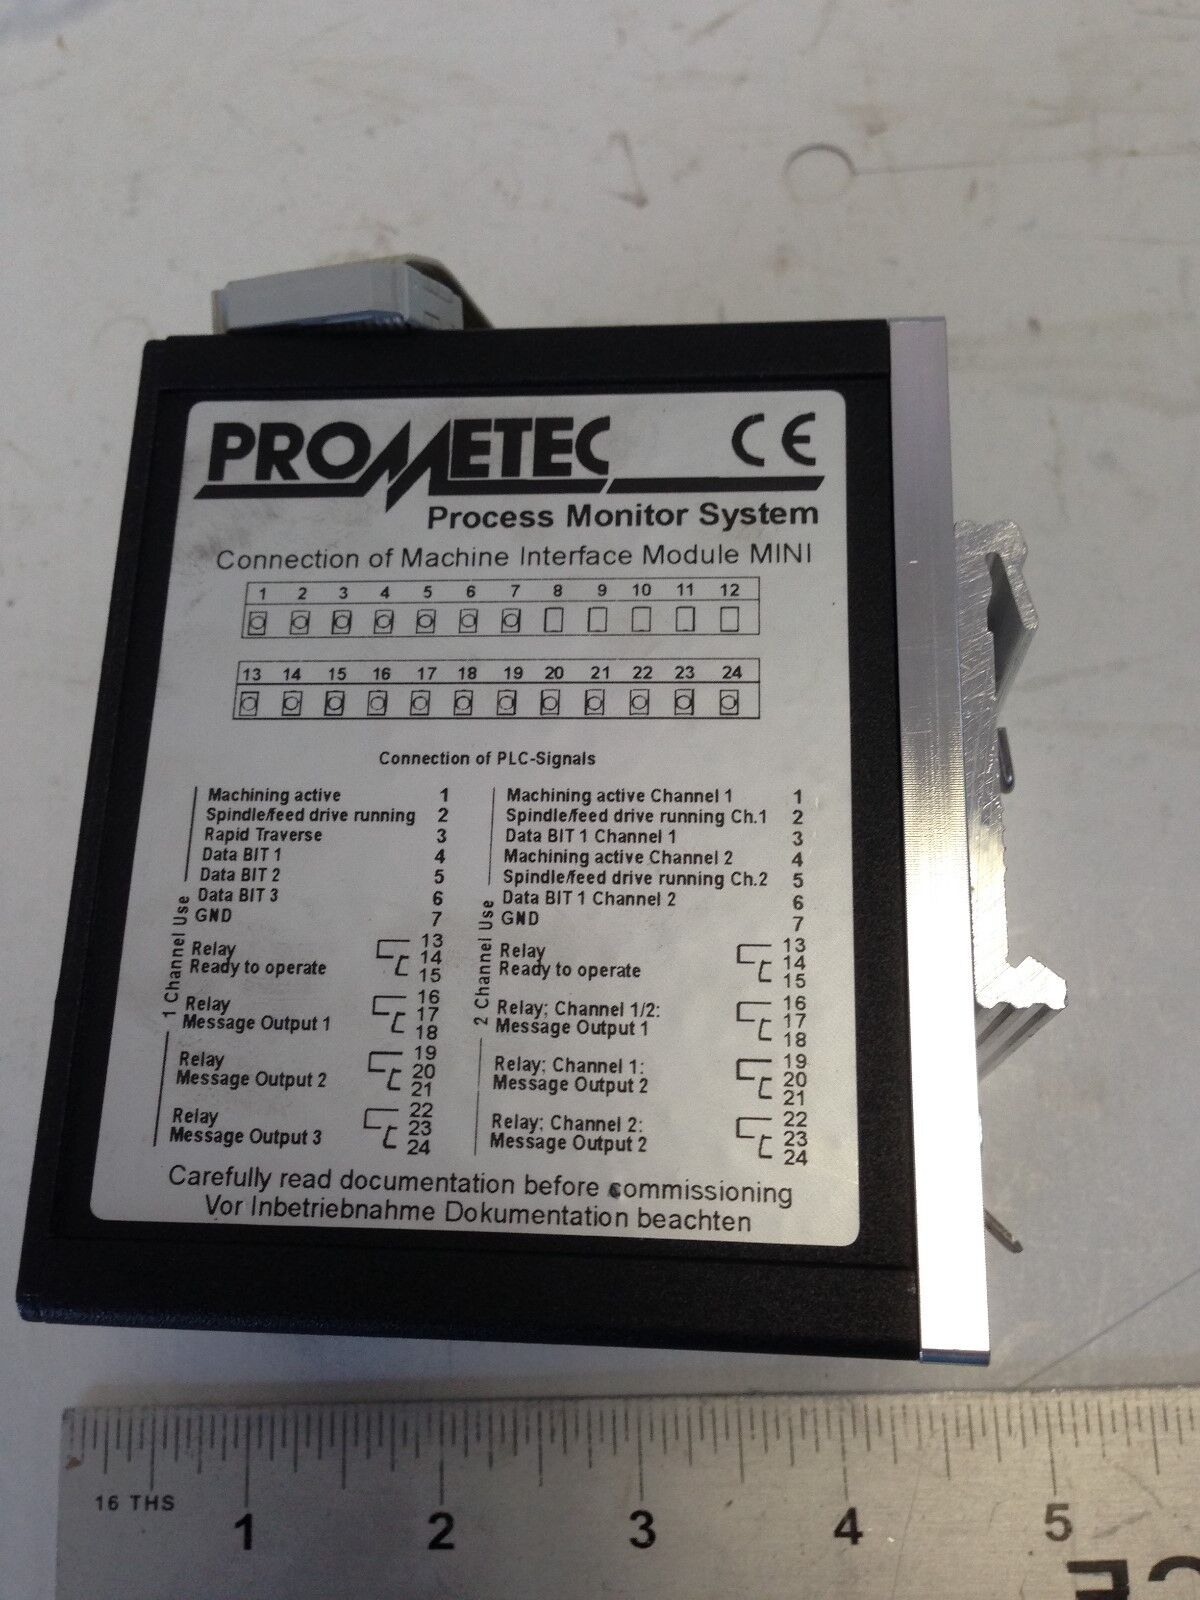 PROMETEC CE
Process Monitor System
Connection of Machine Interface Module MINI
1 2 3 4 5 6 7 8 9 10 11 12
13 14 15 16 17 18 19 20 21 22 23 24
Connection of PLC-Signals
1 Channel Use
Machining active 1
Spindle/feed drive running 2
Rapid Traverse 3
Data BIT 1 4
Data BIT 2 5
Data BIT 3 6
GND 7
Relay 13
Ready to operate 14
15
Relay 16
Message Output 1 17
18
Relay 19
Message Output 2 20
21
Relay 22
Message Output 3 23
24
2 Channel Use
Machining active Channel 1 1
Spindle/feed drive running Ch.1 2
Data BIT 1 Channel 1 3
Machining active Channel 2 4
Spindle/feed drive running Ch.2 5
Data BIT 1 Channel 2 6
GND 7
Relay 13
Ready to operate 14
15
Relay; Channel 1/2: 16
Message Output 1 17
18
Relay; Channel 1: 19
Message Output 2 20
21
Relay; Channel 2: 22
Message Output 2 23
24
Carefully read documentation before commissioning
Vor Inbetriebnahme Dokumentation beachten
16 THS
1 2 3 4 5